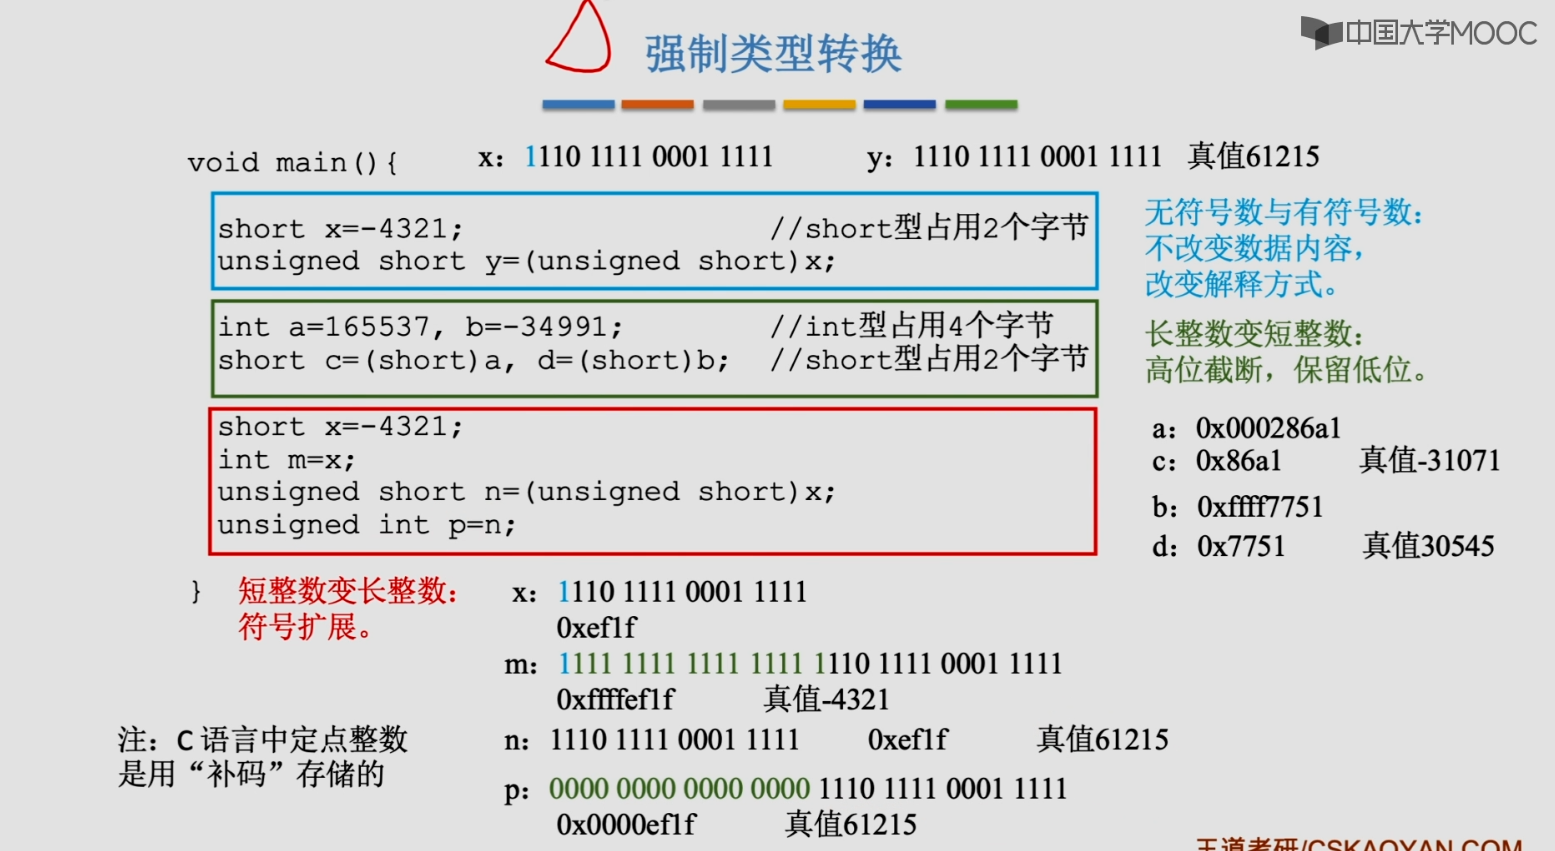 中国大学MOOC
强制类型转换
void main(){ x：1110 1111 0001 1111 y：1110 1111 0001 1111 真值61215
short x=-4321; //short型占用2个字节
unsigned short y=(unsigned short)x;
无符号数与有符号数：
不改变数据内容，
改变解释方式。
int a=165537, b=-34991; //int型占用4个字节
short c=(short)a, d=(short)b; //short型占用2个字节
长整数变短整数：
高位截断，保留低位。
short x=-4321;
int m=x;
unsigned short n=(unsigned short)x;
unsigned int p=n;
a：0x000286a1
c：0x86a1 真值-31071
b：0xffff7751
d：0x7751 真值30545
} 短整数变长整数：
符号扩展。
x：1110 1111 0001 1111
0xef1f
m：1111 1111 1111 1111 1110 1111 0001 1111
0xffffef1f 真值-4321
注：C 语言中定点整数
是用“补码”存储的
n：1110 1111 0001 1111 0xef1f 真值61215
p：0000 0000 0000 0000 1110 1111 0001 1111
0x0000ef1f 真值61215
王道考研/CSKAOYAN.COM